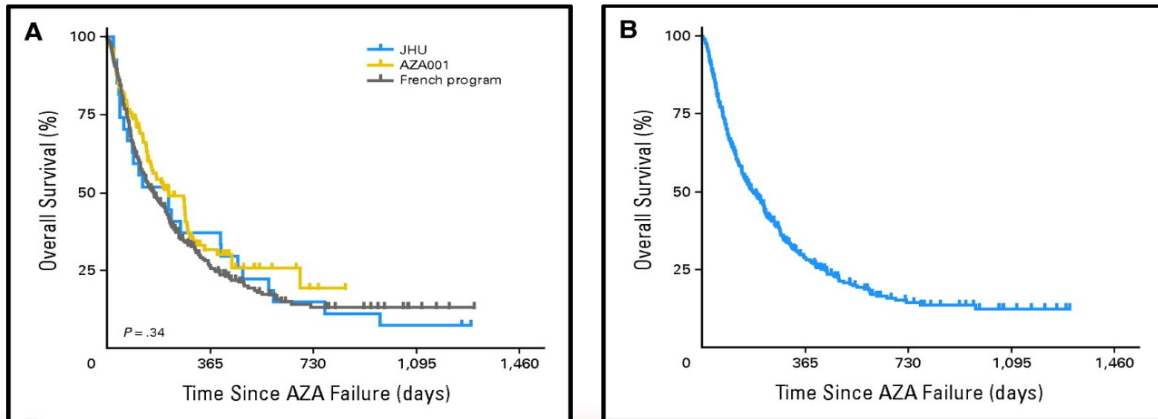 A
100
75
50
25
0
Overall Survival (%)
JHU
AZA001
French program
P = .34
365
730
1,095
1,460
Time Since AZA Failure (days)
B
100
75
50
25
0
Overall Survival (%)
365
730
1,095
1,460
Time Since AZA Failure (days)